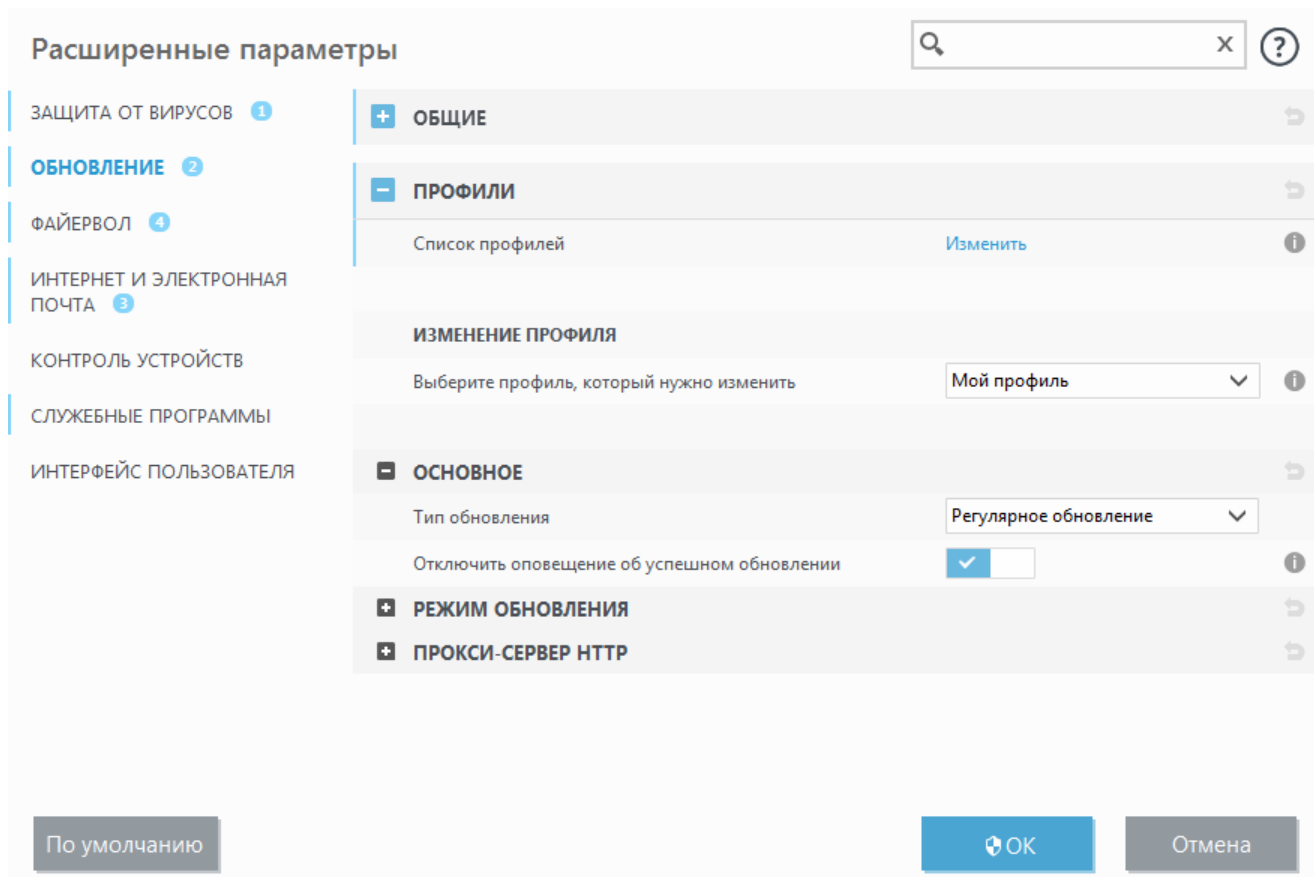 Расширенные параметры
ЗАЩИТА ОТ ВИРУСОВ 1
ОБНОВЛЕНИЕ 2
ФАЙЕРВОЛ 4
ИНТЕРНЕТ И ЭЛЕКТРОННАЯ
ПОЧТА 3
КОНТРОЛЬ УСТРОЙСТВ
СЛУЖЕБНЫЕ ПРОГРАММЫ
ИНТЕРФЕЙС ПОЛЬЗОВАТЕЛЯ
ОБЩИЕ
ПРОФИЛИ
Список профилей Изменить
ИЗМЕНЕНИЕ ПРОФИЛЯ
Выберите профиль, который нужно изменить Мой профиль
ОСНОВНОЕ
Тип обновления Регулярное обновление
Отключить оповещение об успешном обновлении
РЕЖИМ ОБНОВЛЕНИЯ
ПРОКСИ-СЕРВЕР HTTP
По умолчанию OK Отмена